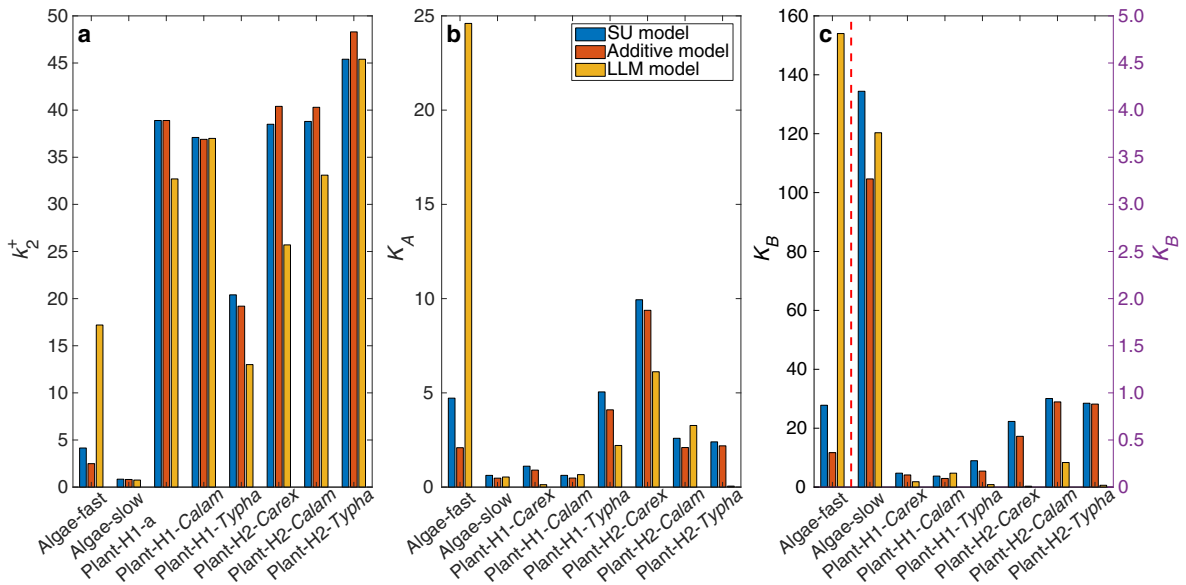 a
50
45
40
35
30
25
20
15
10
5
0
k₂⁺
Algae-fast
Algae-slow
Plant-H1-a
Plant-H1-Calam
Plant-H1-Typha
Plant-H2-Carex
Plant-H2-Calam
Plant-H2-Typha
b
SU model
Additive model
LLM model
25
20
15
10
5
0
K_A
Algae-fast
Algae-slow
Plant-H1-Carex
Plant-H1-Calam
Plant-H1-Typha
Plant-H2-Carex
Plant-H2-Calam
Plant-H2-Typha
c
160
140
120
100
80
60
40
20
0
K_B
5.0
4.5
4.0
3.5
3.0
2.5
2.0
1.5
1.0
0.5
0
K_B
Algae-fast
Algae-slow
Plant-H1-Carex
Plant-H1-Calam
Plant-H1-Typha
Plant-H2-Carex
Plant-H2-Calam
Plant-H2-Typha